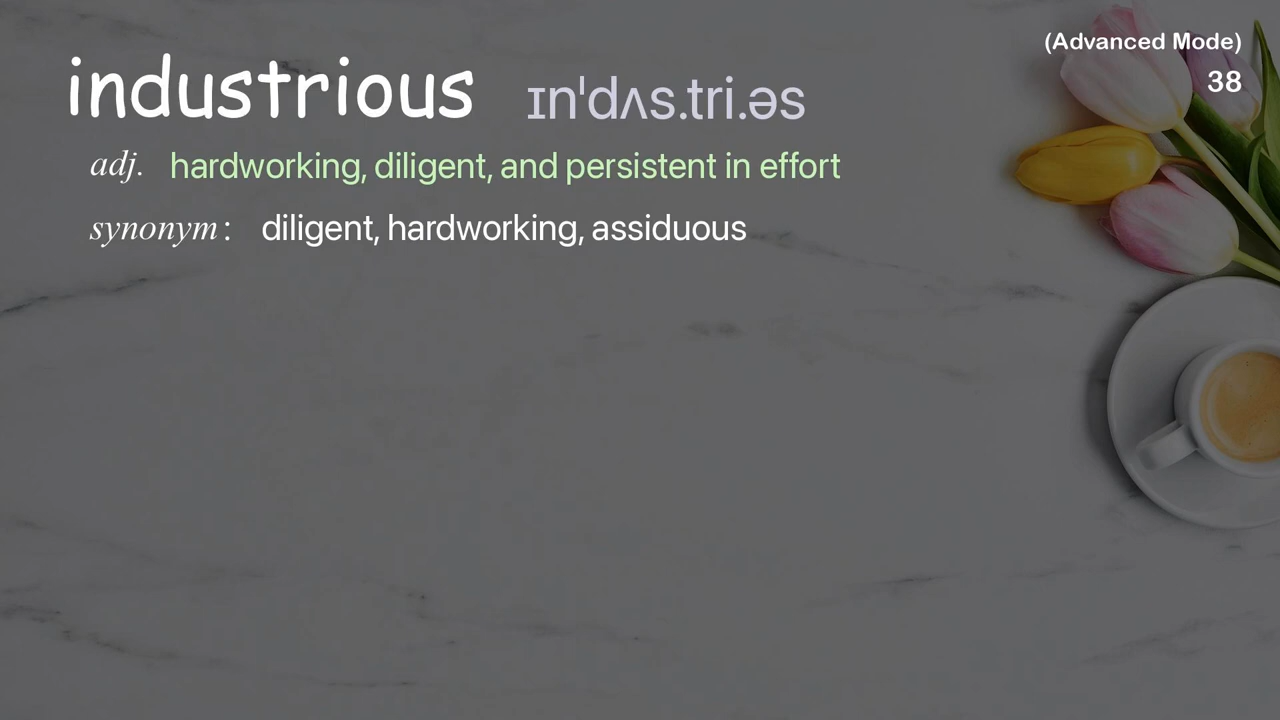 (Advanced Mode)
38
industrious ɪnˈdʌs.tri.əs
adj. hardworking, diligent, and persistent in effort
synonym: diligent, hardworking, assiduous